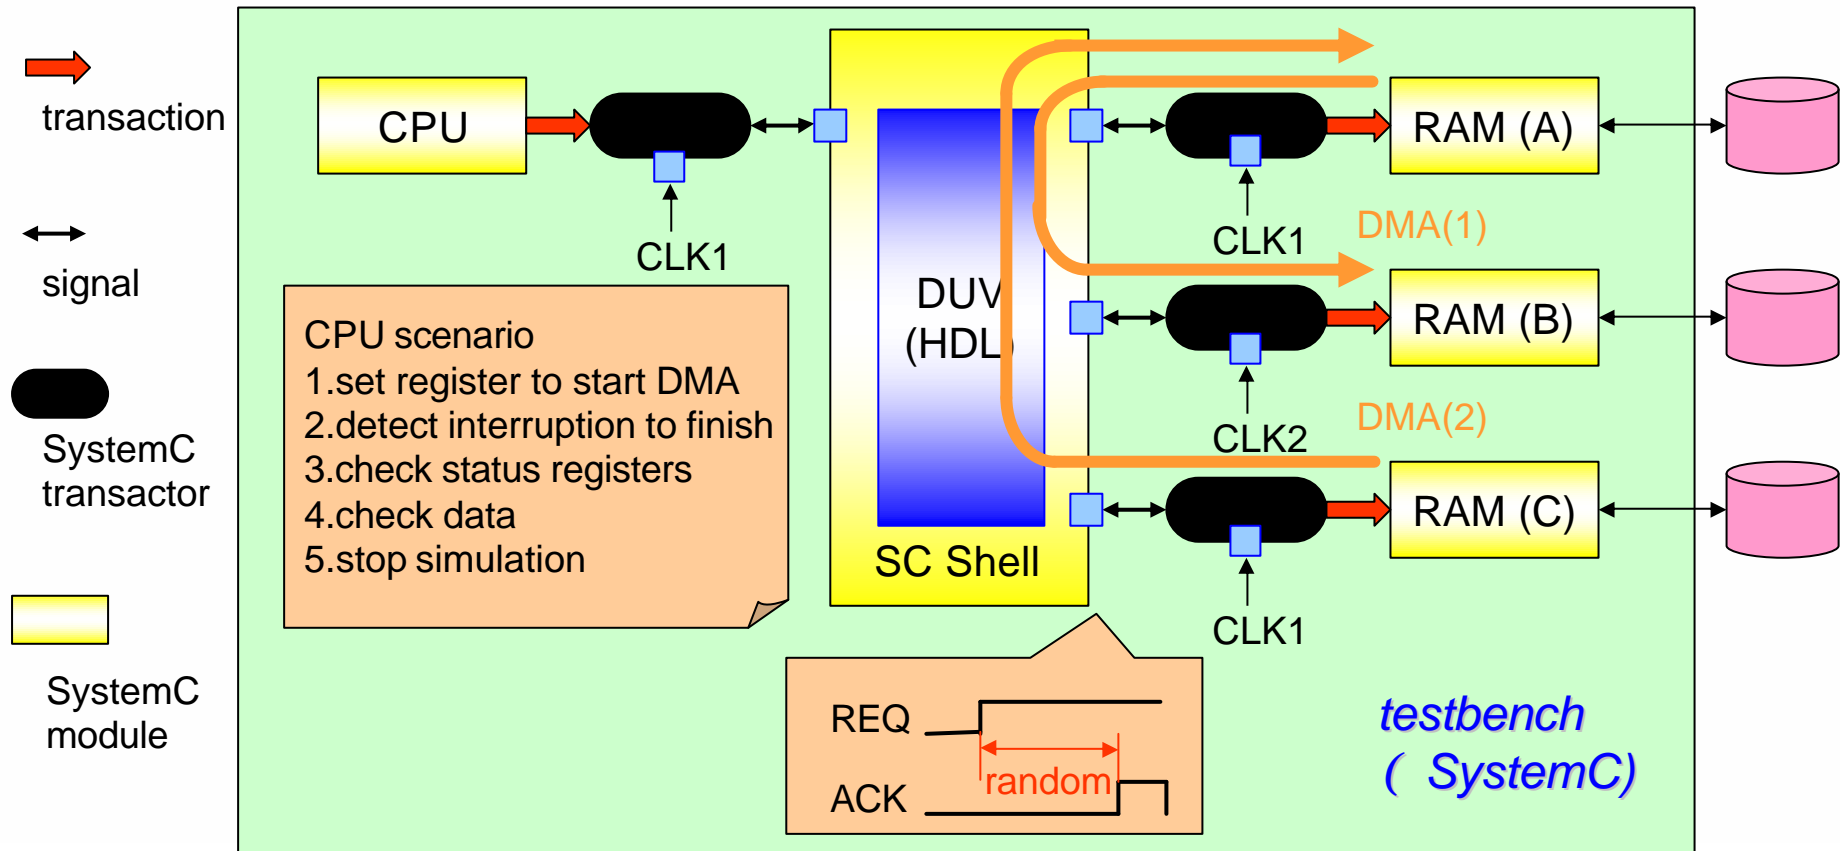 transaction
signal
SystemC
transactor
SystemC
module
CPU
CLK1
CPU scenario
1.set register to start DMA
2.detect interruption to finish
3.check status registers
4.check data
5.stop simulation
DUV
(HDL)
SC Shell
RAM (A)
CLK1
DMA(1)
RAM (B)
CLK2
DMA(2)
RAM (C)
CLK1
REQ
random
ACK
testbench
( SystemC)